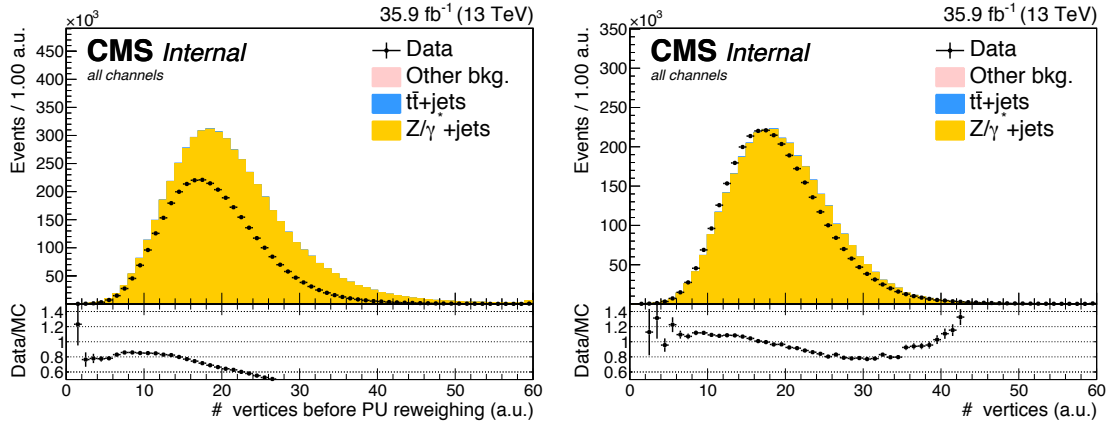 ×10³ 35.9 fb⁻¹ (13 TeV)
Events / 1.00 a.u.
450
400
350
300
250
200
150
100
50
0
CMS Internal
all channels
Data
Other bkg.
tt̄+jets
Z/γ*+jets
Data/MC
1.4
1.2
1
0.8
0.6
0 10 20 30 40 50 60
# vertices before PU reweighing (a.u.)
×10³ 35.9 fb⁻¹ (13 TeV)
Events / 1.00 a.u.
350
300
250
200
150
100
50
0
CMS Internal
all channels
Data
Other bkg.
tt̄+jets
Z/γ*+jets
Data/MC
1.4
1.2
1
0.8
0.6
0 10 20 30 40 50 60
# vertices (a.u.)